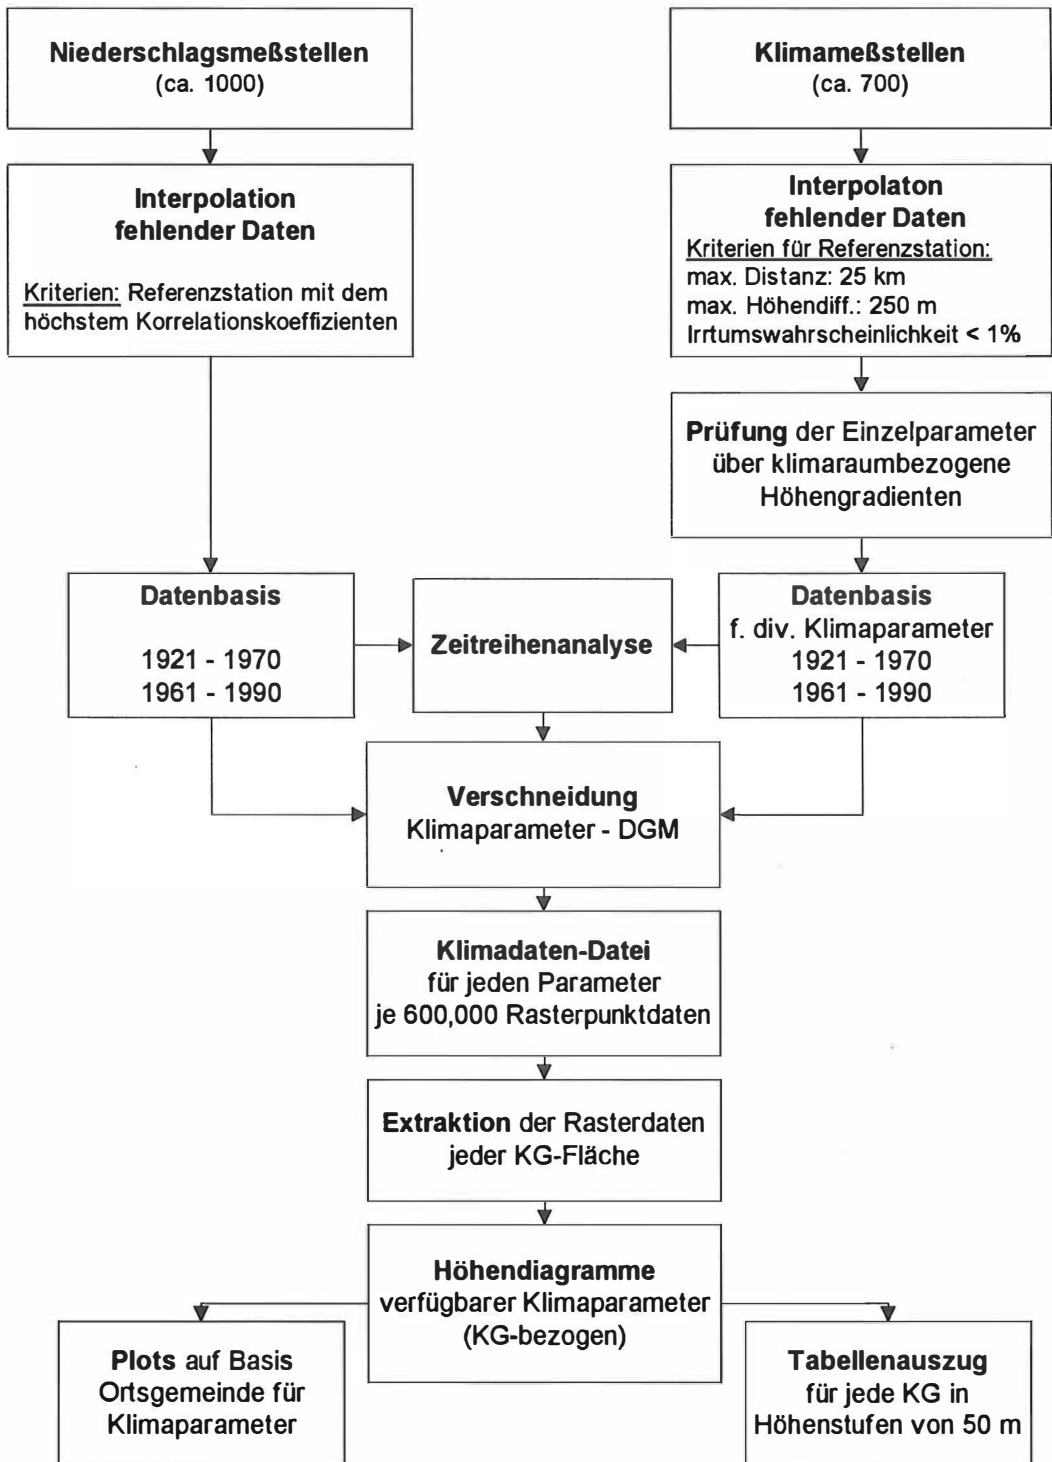 Niederschlagsmeßstellen
(ca. 1000)
Klimameßstellen
(ca. 700)
Interpolation
fehlender Daten
Kriterien: Referenzstation mit dem
höchstem Korrelationskoeffizienten
Interpolaton
fehlender Daten
Kriterien für Referenzstation:
max. Distanz: 25 km
max. Höhendiff.: 250 m
Irrtumswahrscheinlichkeit < 1%
Prüfung der Einzelparameter
über klimaraumbezogene
Höhengradienten
Datenbasis
1921 - 1970
1961 - 1990
Zeitreihenanalyse
Datenbasis
f. div. Klimaparameter
1921 - 1970
1961 - 1990
Verschneidung
Klimaparameter - DGM
Klimadaten-Datei
für jeden Parameter
je 600,000 Rasterpunktdaten
Extraktion der Rasterdaten
jeder KG-Fläche
Höhendiagramme
verfügbarer Klimaparameter
(KG-bezogen)
Plots auf Basis
Ortsgemeinde für
Klimaparameter
Tabellenauszug
für jede KG in
Höhenstufen von 50 m